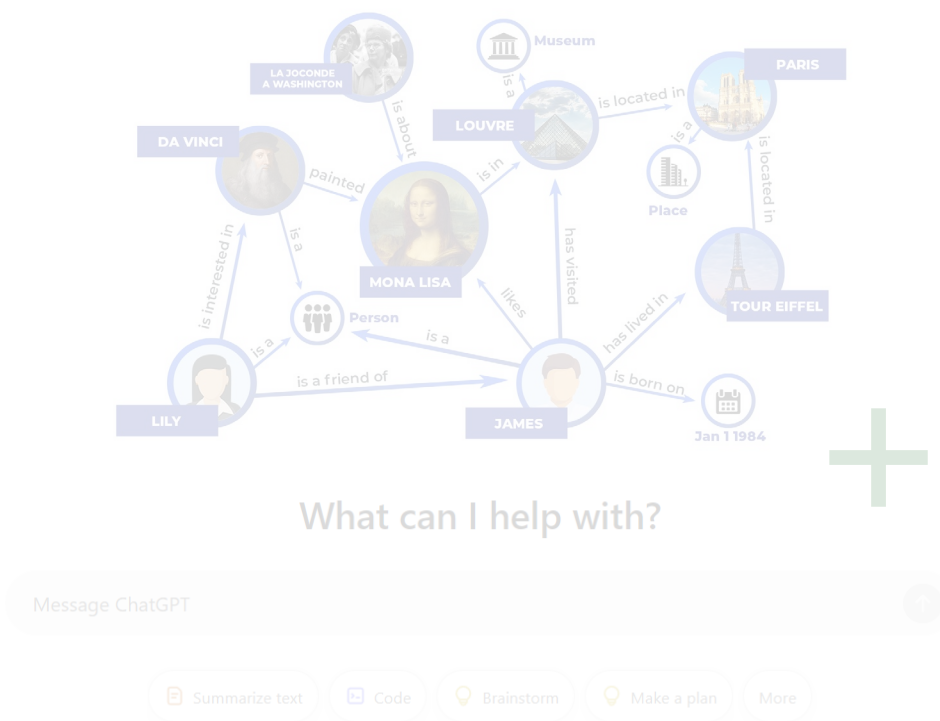 Museum
PARIS
LA JOCONDE
A WASHINGTON
is a
is located in
LOUVRE
is about
is a
DA VINCI
is in
is located in
painted
Place
is a
is interested in
MONA LISA
has visited
TOUR EIFFEL
likes
Person
has lived in
is a
is a
is a friend of
is born on
LILY
JAMES
Jan 1 1984
What can I help with?
Message ChatGPT
Summarize text
Code
Brainstorm
Make a plan
More